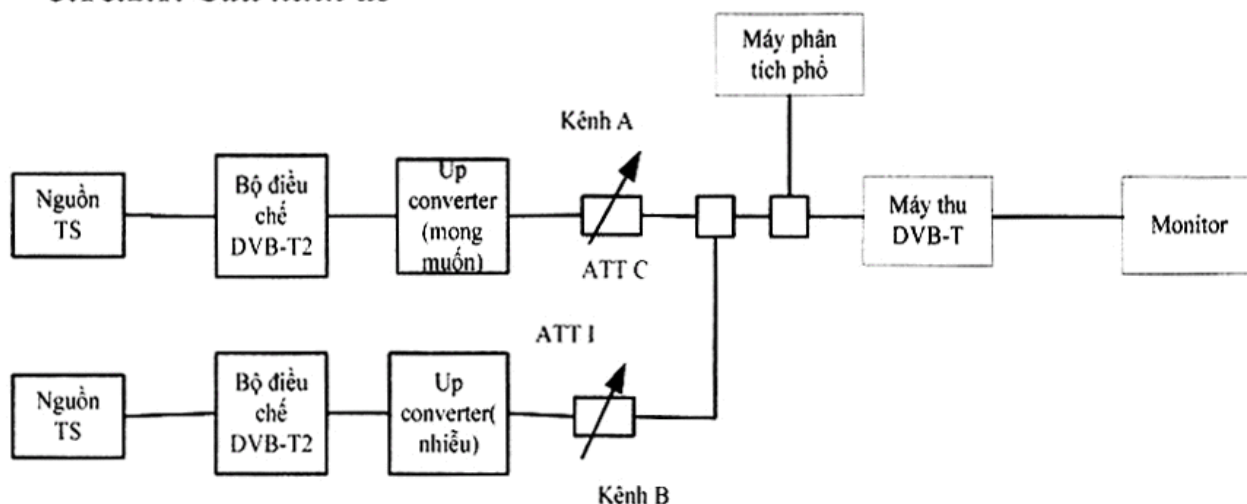 Máy phân
tích phổ
Kênh A
Nguồn
TS
Bộ điều
chế
DVB-T2
Up
converter
(mong
muốn)
ATT C
Máy thu
DVB-T
Monitor
ATT I
Nguồn
TS
Bộ điều
chế
DVB-T2
Up
converter(
nhiễu)
Kênh B